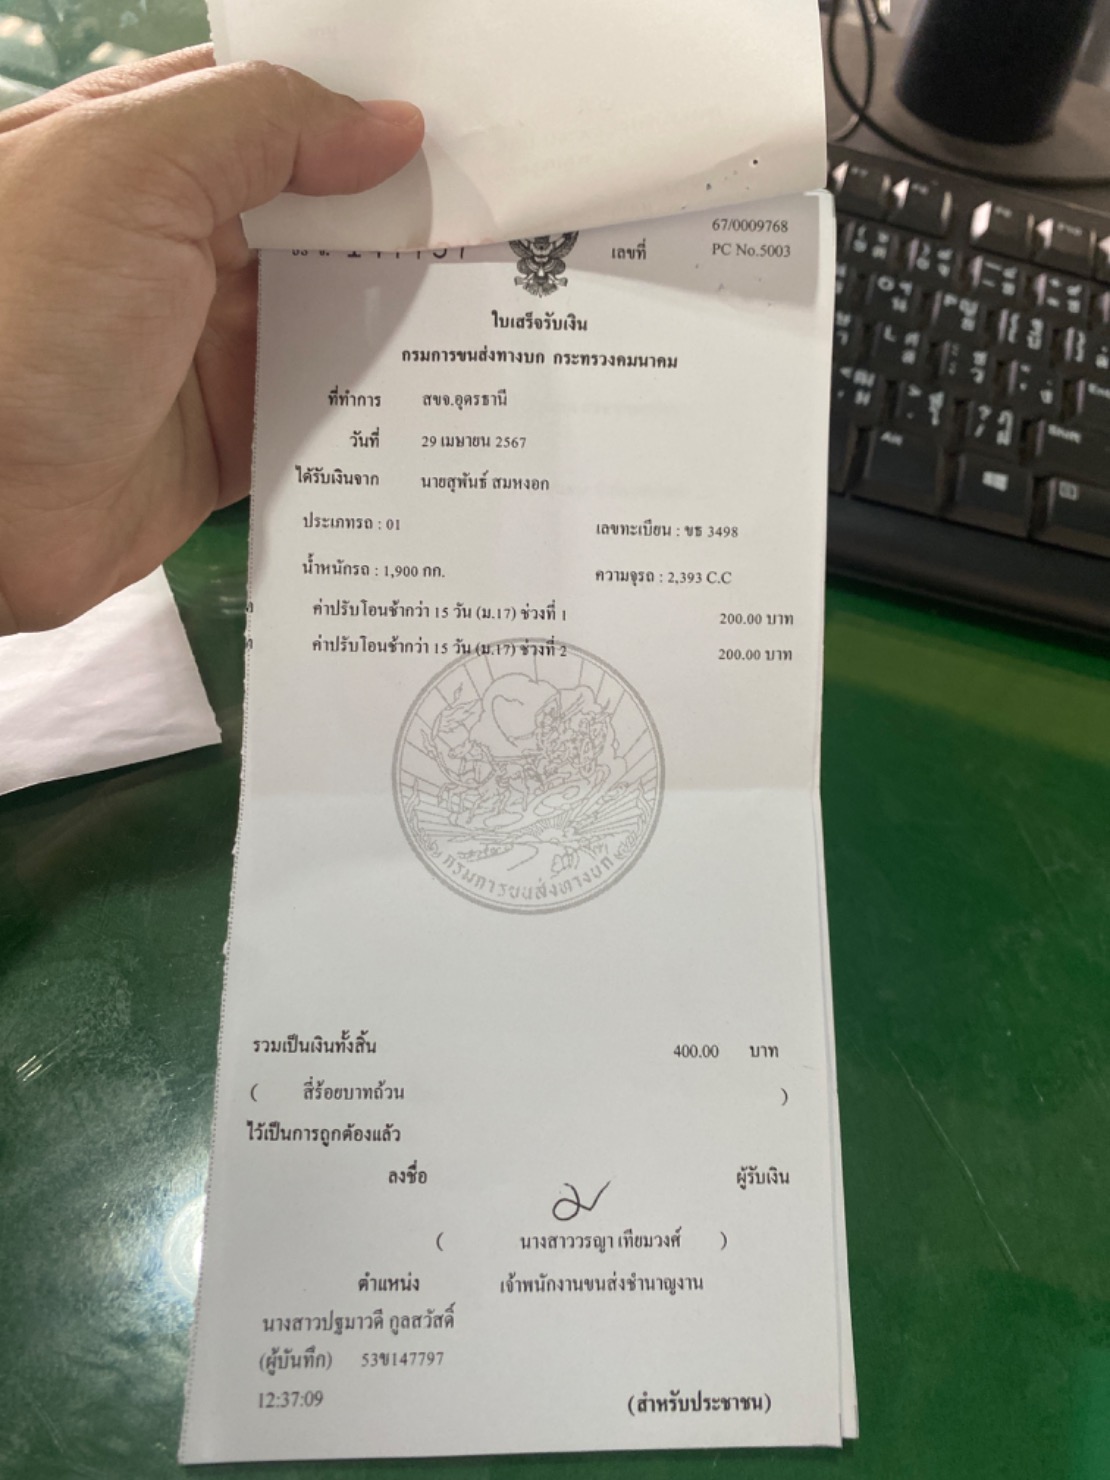 67/0009768
เลขที่ PC No.5003
ใบเสร็จรับเงิน
กรมการขนส่งทางบก กระทรวงคมนาคม
ที่ทำการ สขจ.อุดรธานี
วันที่ 29 เมษายน 2567
ได้รับเงินจาก นายสุพันธ์ สมหงอก
ประเภทรถ : 01 เลขทะเบียน : ขธ 3498
น้ำหนักรถ : 1,900 กก. ความจุรถ : 2,393 C.C
ค่าปรับโอนช้ากว่า 15 วัน (ม.17) ช่วงที่ 1 200.00 บาท
ค่าปรับโอนช้ากว่า 15 วัน (ม.17) ช่วงที่ 2 200.00 บาท
กรมการขนส่งทางบก
รวมเป็นเงินทั้งสิ้น 400.00 บาท
( สี่ร้อยบาทถ้วน )
ไว้เป็นการถูกต้องแล้ว
ลงชื่อ ผู้รับเงิน
( นางสาววรญา เทียมวงศ์ )
ตำแหน่ง เจ้าพนักงานขนส่งชำนาญงาน
นางสาวปฐมาวดี กูลสวัสดิ์
(ผู้บันทึก) 53ข147797
12:37:09 (สำหรับประชาชน)